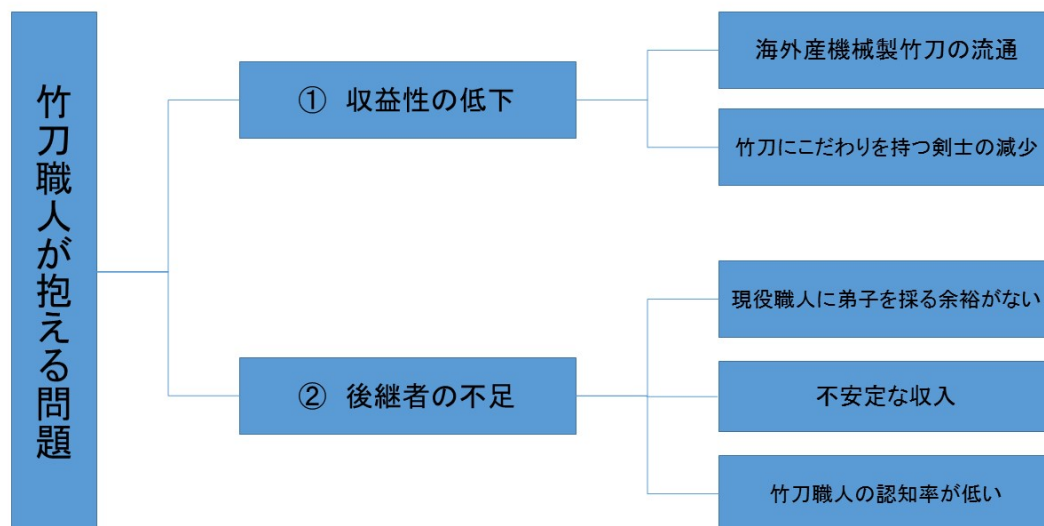 竹刀職人が抱える問題
① 収益性の低下
海外産機械製竹刀の流通
竹刀にこだわりを持つ剣士の減少
② 後継者の不足
現役職人に弟子を採る余裕がない
不安定な収入
竹刀職人の認知率が低い